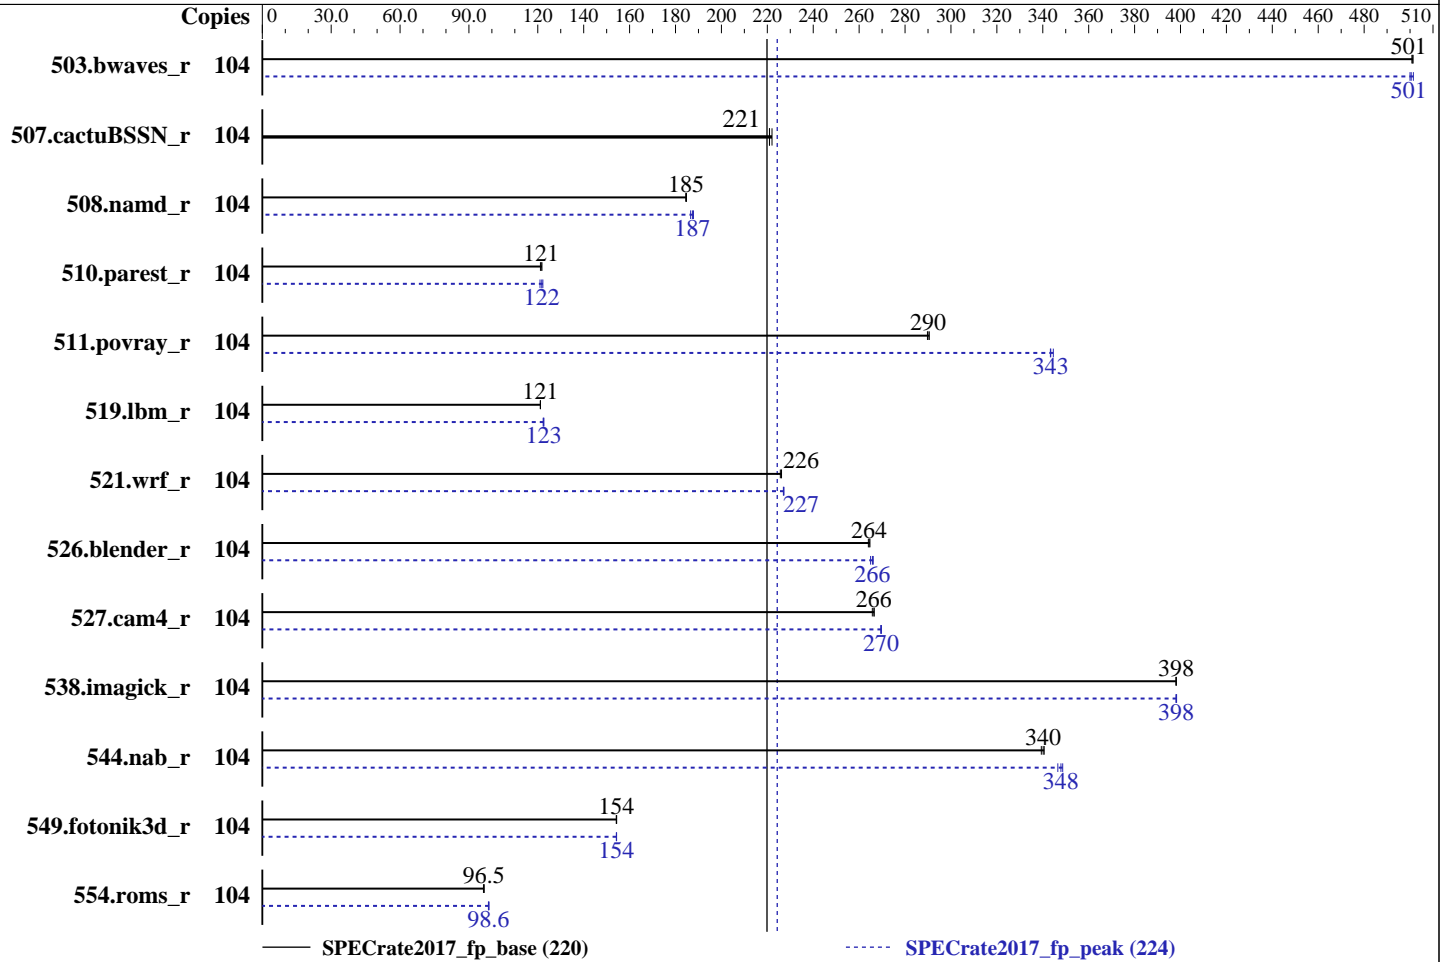 Copies 0 30.0 60.0 90.0 120 140 160 180 200 220 240 260 280 300 320 340 360 380 400 420 440 460 480 510
501
503.bwaves_r 104
501
221
507.cactuBSSN_r 104
185
508.namd_r 104
187
121
510.parest_r 104
122
290
511.povray_r 104
343
121
519.lbm_r 104
123
226
521.wrf_r 104
227
264
526.blender_r 104
266
266
527.cam4_r 104
270
398
538.imagick_r 104
398
340
544.nab_r 104
348
154
549.fotonik3d_r 104
154
96.5
554.roms_r 104
98.6
SPECrate2017_fp_base (220) SPECrate2017_fp_peak (224)